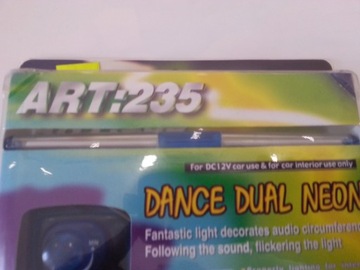 ART:235
For DC12V car use & for car interior use only
DANCE DUAL NEON
Fantastic light decorates audio circumference
Following the sound, flickering the light